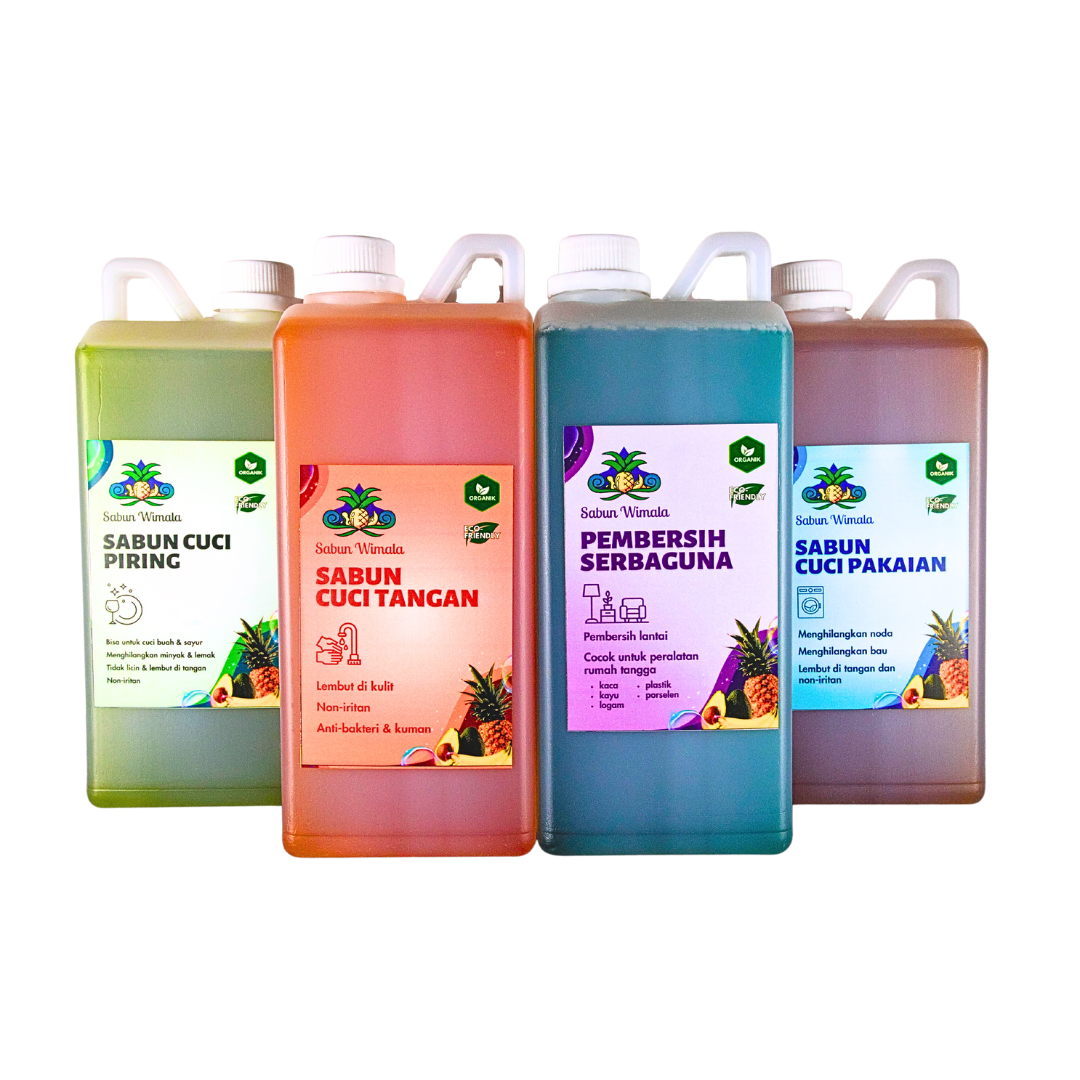 ORGANIK
ECO-
FRIENDLY
Sabun Wimala
SABUN CUCI
PIRING
Bisa untuk cuci buah & sayur
Menghilangkan minyak & lemak
Tidak licin & lembut di tangan
Non-iritan
ORGANIK
ECO-
FRIENDLY
Sabun Wimala
SABUN
CUCI TANGAN
Lembut di kulit
Non-iritan
Anti-bakteri & kuman
ORGANIK
ECO-
FRIENDLY
Sabun Wimala
PEMBERSIH
SERBAGUNA
Pembersih lantai
Cocok untuk peralatan
rumah tangga
• kaca • plastik
• kayu • parselen
• logam
ORGANIK
ECO-
FRIENDLY
Sabun Wimala
SABUN
CUCI PAKAIAN
Menghilangkan noda
Menghilangkan bau
Lembut di tangan dan
non-iritan